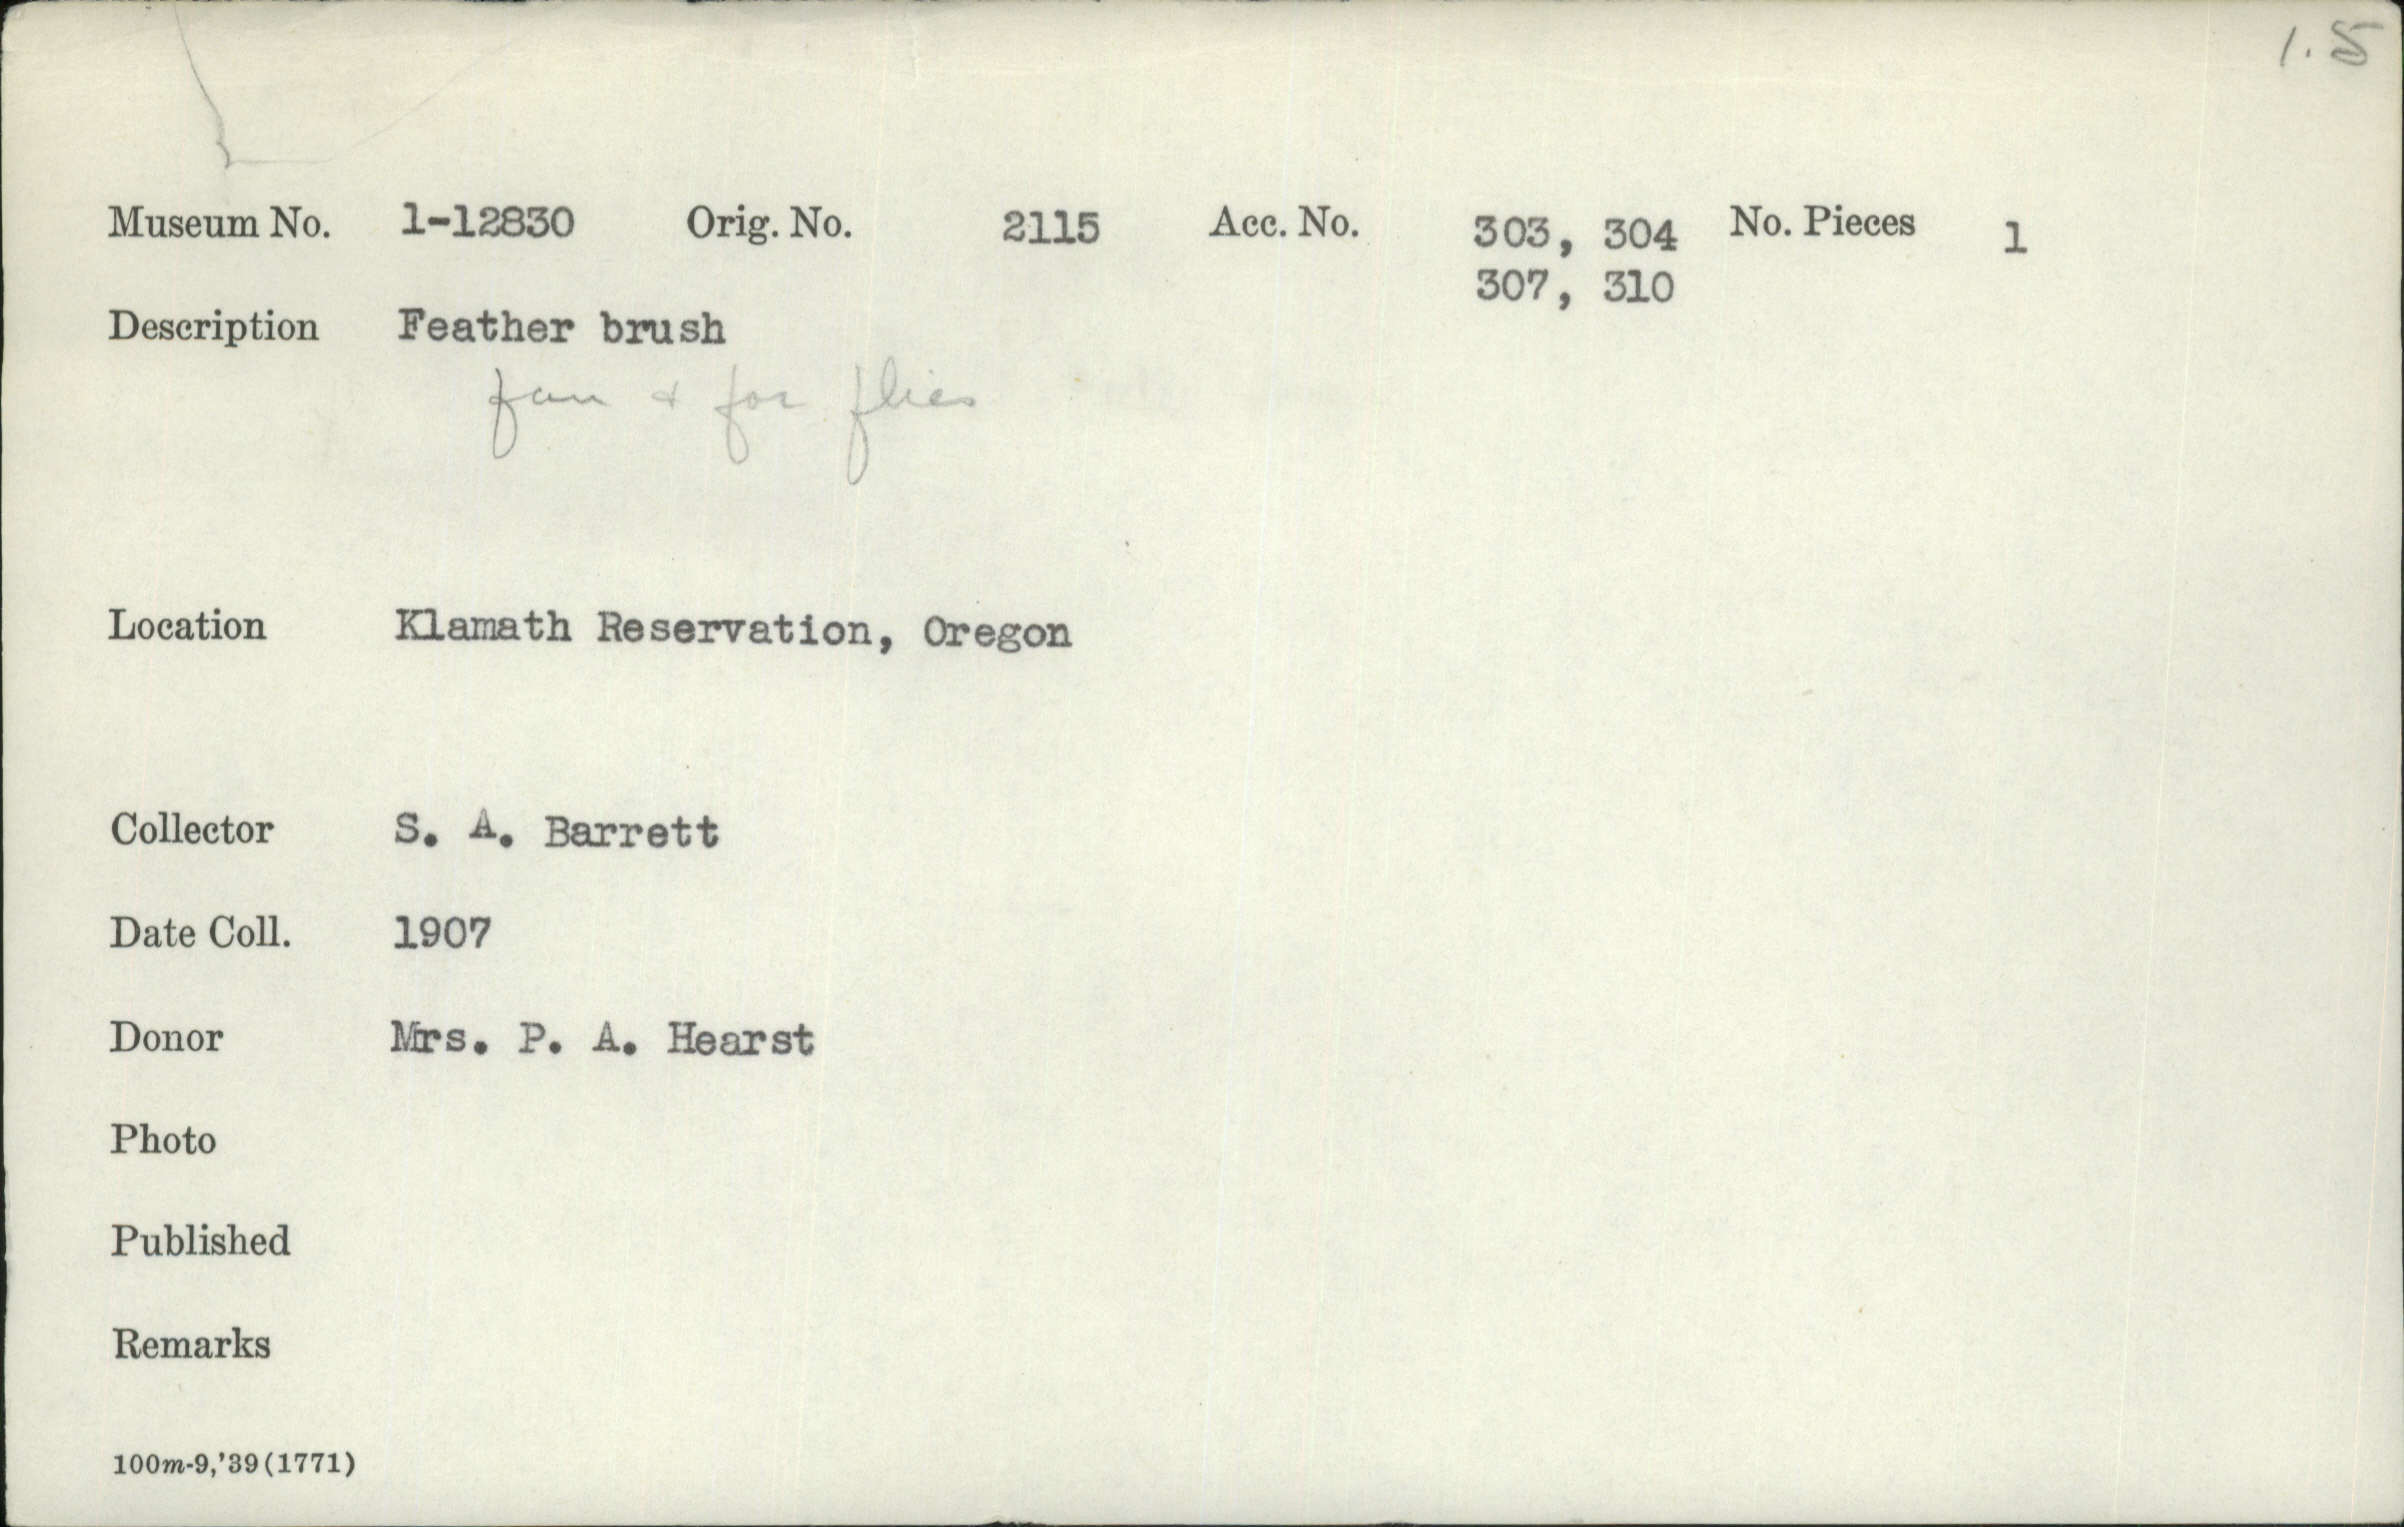 1.5
Museum No. 1-12830 Orig. No. 2115 Acc. No. 303, 304 No. Pieces 1
307, 310
Description Feather brush
fan + for flies
Location Klamath Reservation, Oregon
Collector S. A. Barrett
Date Coll. 1907
Donor Mrs. P. A. Hearst
Photo
Published
Remarks
100m-9,'39(1771)